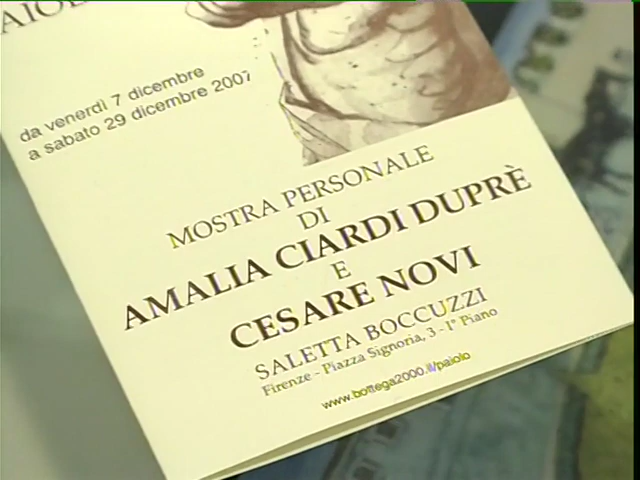 da venerdì 7 dicembre
a sabato 29 dicembre 2007
MOSTRA PERSONALE
DI
AMALIA CIARDI DUPRÈ
E
CESARE NOVI
SALETTA BOCCUZZI
Firenze - Piazza Signoria, 3 - I° Piano
www.bottega2000.it/paiolo